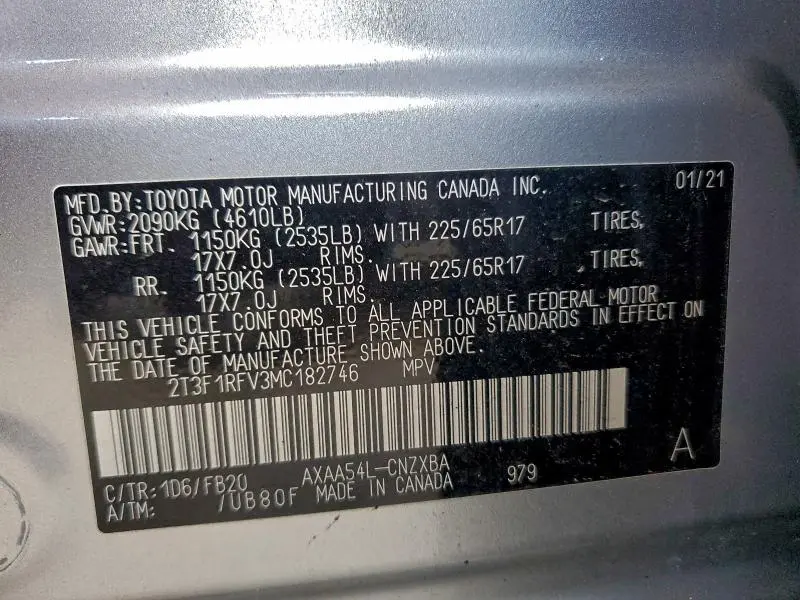 MFD.BY:TOYOTA MOTOR MANUFACTURING CANADA INC. 01/21
GVWR:2090KG (4610LB)
GAWR:FRT. 1150KG (2535LB) WITH 225/65R17 TIRES,
17X7.0J RIMS.
RR. 1150KG (2535LB) WITH 225/65R17 TIRES,
17X7.0J RIMS.
THIS VEHICLE CONFORMS TO ALL APPLICABLE FEDERAL MOTOR
VEHICLE SAFETY AND THEFT PREVENTION STANDARDS IN EFFECT ON
THE DATE OF MANUFACTURE SHOWN ABOVE.
2T3F1RFV3MC182746 MPV
A
C/TR:1D6/FB20 AXAA54L-CNZXBA 979
A/TM: /UB80F MADE IN CANADA